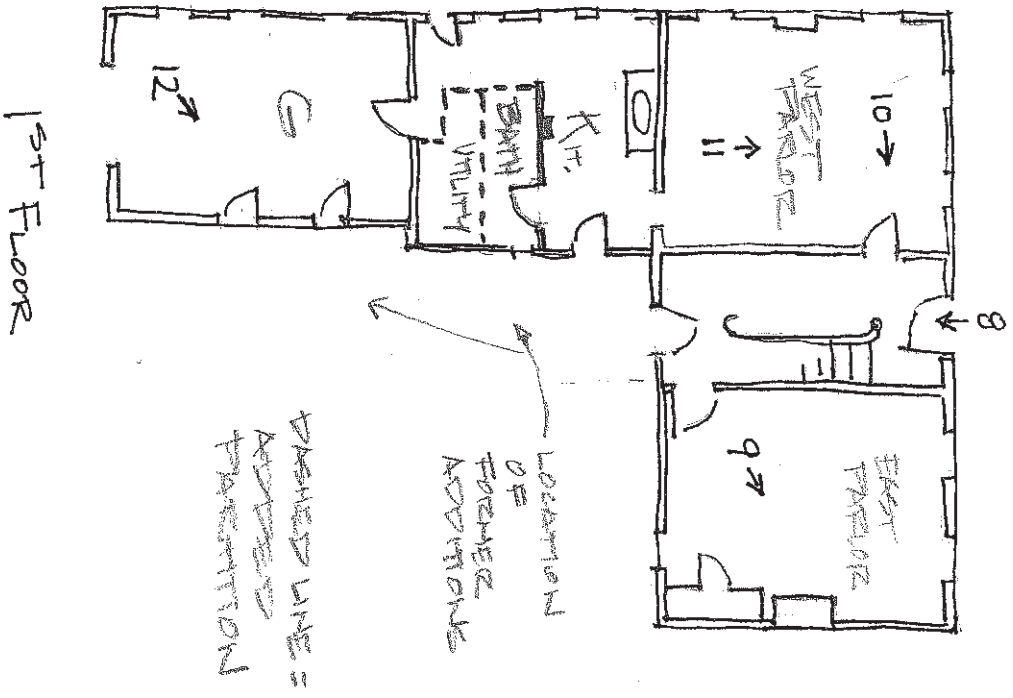 8
10
WEST
PARLOR
11
EAST
PARLOR
9
KIT.
BATH
UTILITY
G
12
LOCATION
OF
FORMER
ADDITIONS
DASHED LINE =
ADDED
PARTITION
1ST FLOOR